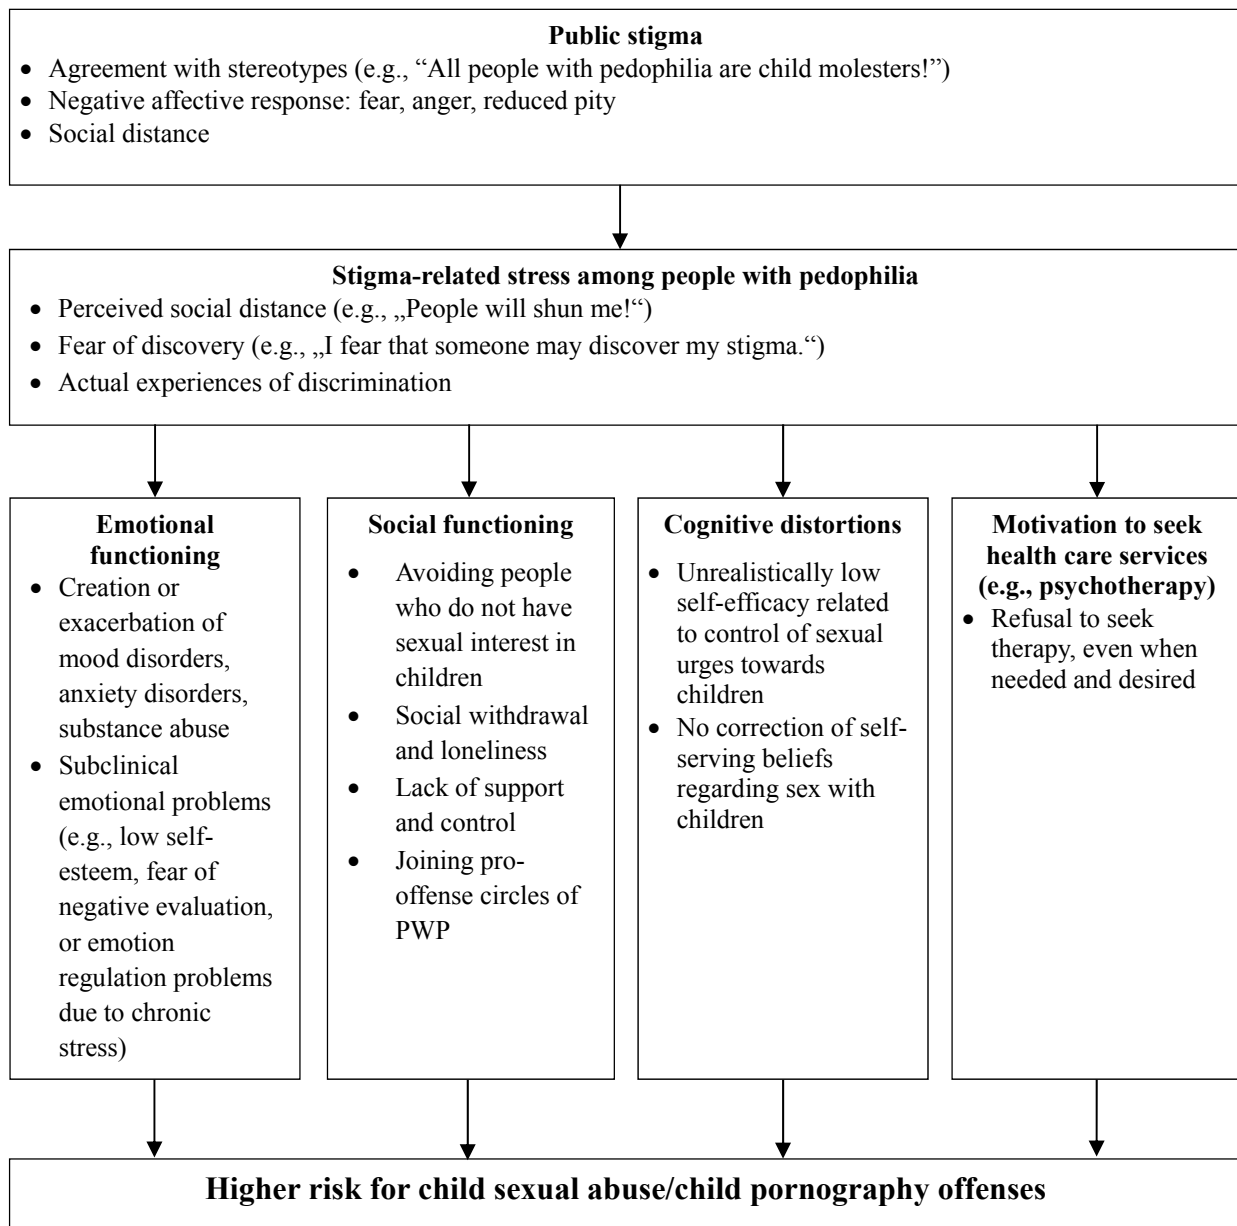 Public stigma
• Agreement with stereotypes (e.g., “All people with pedophilia are child molesters!”)
• Negative affective response: fear, anger, reduced pity
• Social distance
Stigma-related stress among people with pedophilia
• Perceived social distance (e.g., „People will shun me!“)
• Fear of discovery (e.g., „I fear that someone may discover my stigma.“)
• Actual experiences of discrimination
Emotional
functioning
• Creation or
exacerbation of
mood disorders,
anxiety disorders,
substance abuse
• Subclinical
emotional problems
(e.g., low self-
esteem, fear of
negative evaluation,
or emotion
regulation problems
due to chronic
stress)
Social functioning
• Avoiding people
who do not have
sexual interest in
children
• Social withdrawal
and loneliness
• Lack of support
and control
• Joining pro-
offense circles of
PWP
Cognitive distortions
• Unrealistically low
self-efficacy related
to control of sexual
urges towards
children
• No correction of self-
serving beliefs
regarding sex with
children
Motivation to seek
health care services
(e.g., psychotherapy)
• Refusal to seek
therapy, even when
needed and desired
Higher risk for child sexual abuse/child pornography offenses